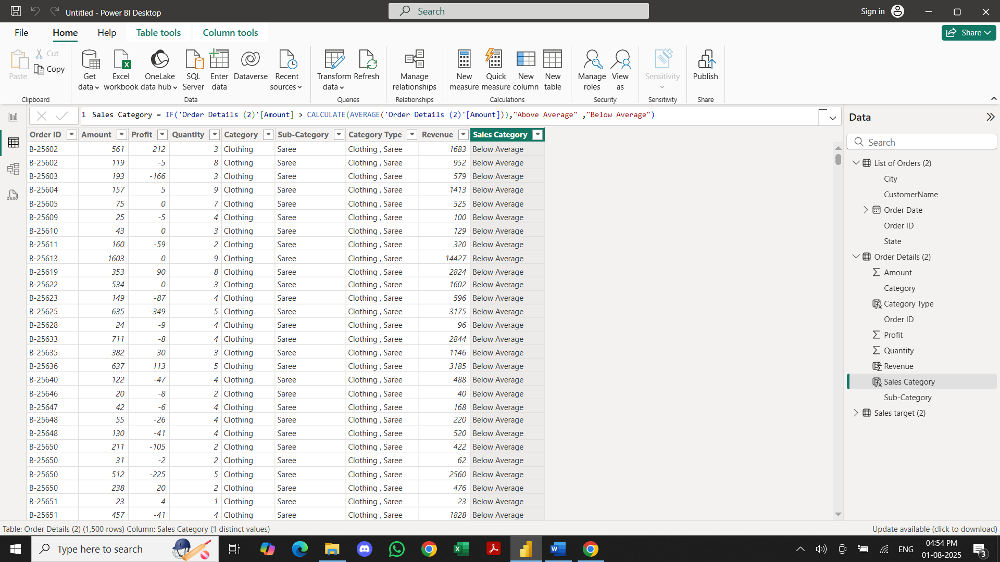 Untitled - Power BI Desktop
Search
Sign in
File
Home
Help
Table tools
Column tools
Share
Paste
Cut
Copy
Clipboard
Get data
Excel workbook
OneLake data hub
SQL Server
Enter data
Dataverse
Recent sources
Data
Transform data
Refresh
Queries
Manage relationships
Relationships
New measure
Quick measure
New column
New table
Calculations
Manage roles
View as
Security
Sensitivity
Sensitivity
Publish
Share
1 Sales Category = IF('Order Details (2)'[Amount] > CALCULATE(AVERAGE('Order Details (2)'[Amount])),"Above Average" ,"Below Average")
Order ID Amount Profit Quantity Category Sub-Category Category Type Revenue Sales Category
B-25602 561 212 3 Clothing Saree Clothing , Saree 1683 Below Average
B-25602 119 -5 8 Clothing Saree Clothing , Saree 952 Below Average
B-25603 193 -166 3 Clothing Saree Clothing , Saree 579 Below Average
B-25604 157 5 9 Clothing Saree Clothing , Saree 1413 Below Average
B-25605 75 0 7 Clothing Saree Clothing , Saree 525 Below Average
B-25609 25 -5 4 Clothing Saree Clothing , Saree 100 Below Average
B-25610 43 0 3 Clothing Saree Clothing , Saree 129 Below Average
B-25611 160 -59 2 Clothing Saree Clothing , Saree 320 Below Average
B-25613 1603 0 9 Clothing Saree Clothing , Saree 14427 Below Average
B-25619 353 90 8 Clothing Saree Clothing , Saree 2824 Below Average
B-25622 534 0 3 Clothing Saree Clothing , Saree 1602 Below Average
B-25623 149 -87 4 Clothing Saree Clothing , Saree 596 Below Average
B-25625 635 -349 5 Clothing Saree Clothing , Saree 3175 Below Average
B-25628 24 -9 4 Clothing Saree Clothing , Saree 96 Below Average
B-25633 711 -8 4 Clothing Saree Clothing , Saree 2844 Below Average
B-25635 382 30 3 Clothing Saree Clothing , Saree 1146 Below Average
B-25636 637 113 5 Clothing Saree Clothing , Saree 3185 Below Average
B-25640 122 -47 4 Clothing Saree Clothing , Saree 488 Below Average
B-25646 20 -8 2 Clothing Saree Clothing , Saree 40 Below Average
B-25647 42 -6 4 Clothing Saree Clothing , Saree 168 Below Average
B-25648 55 -26 4 Clothing Saree Clothing , Saree 220 Below Average
B-25648 130 -41 4 Clothing Saree Clothing , Saree 520 Below Average
B-25650 211 -105 2 Clothing Saree Clothing , Saree 422 Below Average
B-25650 31 -2 2 Clothing Saree Clothing , Saree 62 Below Average
B-25650 512 -225 5 Clothing Saree Clothing , Saree 2560 Below Average
B-25650 238 20 2 Clothing Saree Clothing , Saree 476 Below Average
B-25651 23 4 1 Clothing Saree Clothing , Saree 23 Below Average
B-25651 457 -41 4 Clothing Saree Clothing , Saree 1828 Below Average
Data
Search
List of Orders (2)
City
CustomerName
Order Date
Order ID
State
Order Details (2)
Amount
Category
Category Type
Order ID
Profit
Quantity
Revenue
Sales Category
Sub-Category
Sales target (2)
DAX
Table: Order Details (2) (1,500 rows) Column: Sales Category (1 distinct values)
Update available (click to download)
Type here to search
ENG
04:54 PM
01-08-2025
3